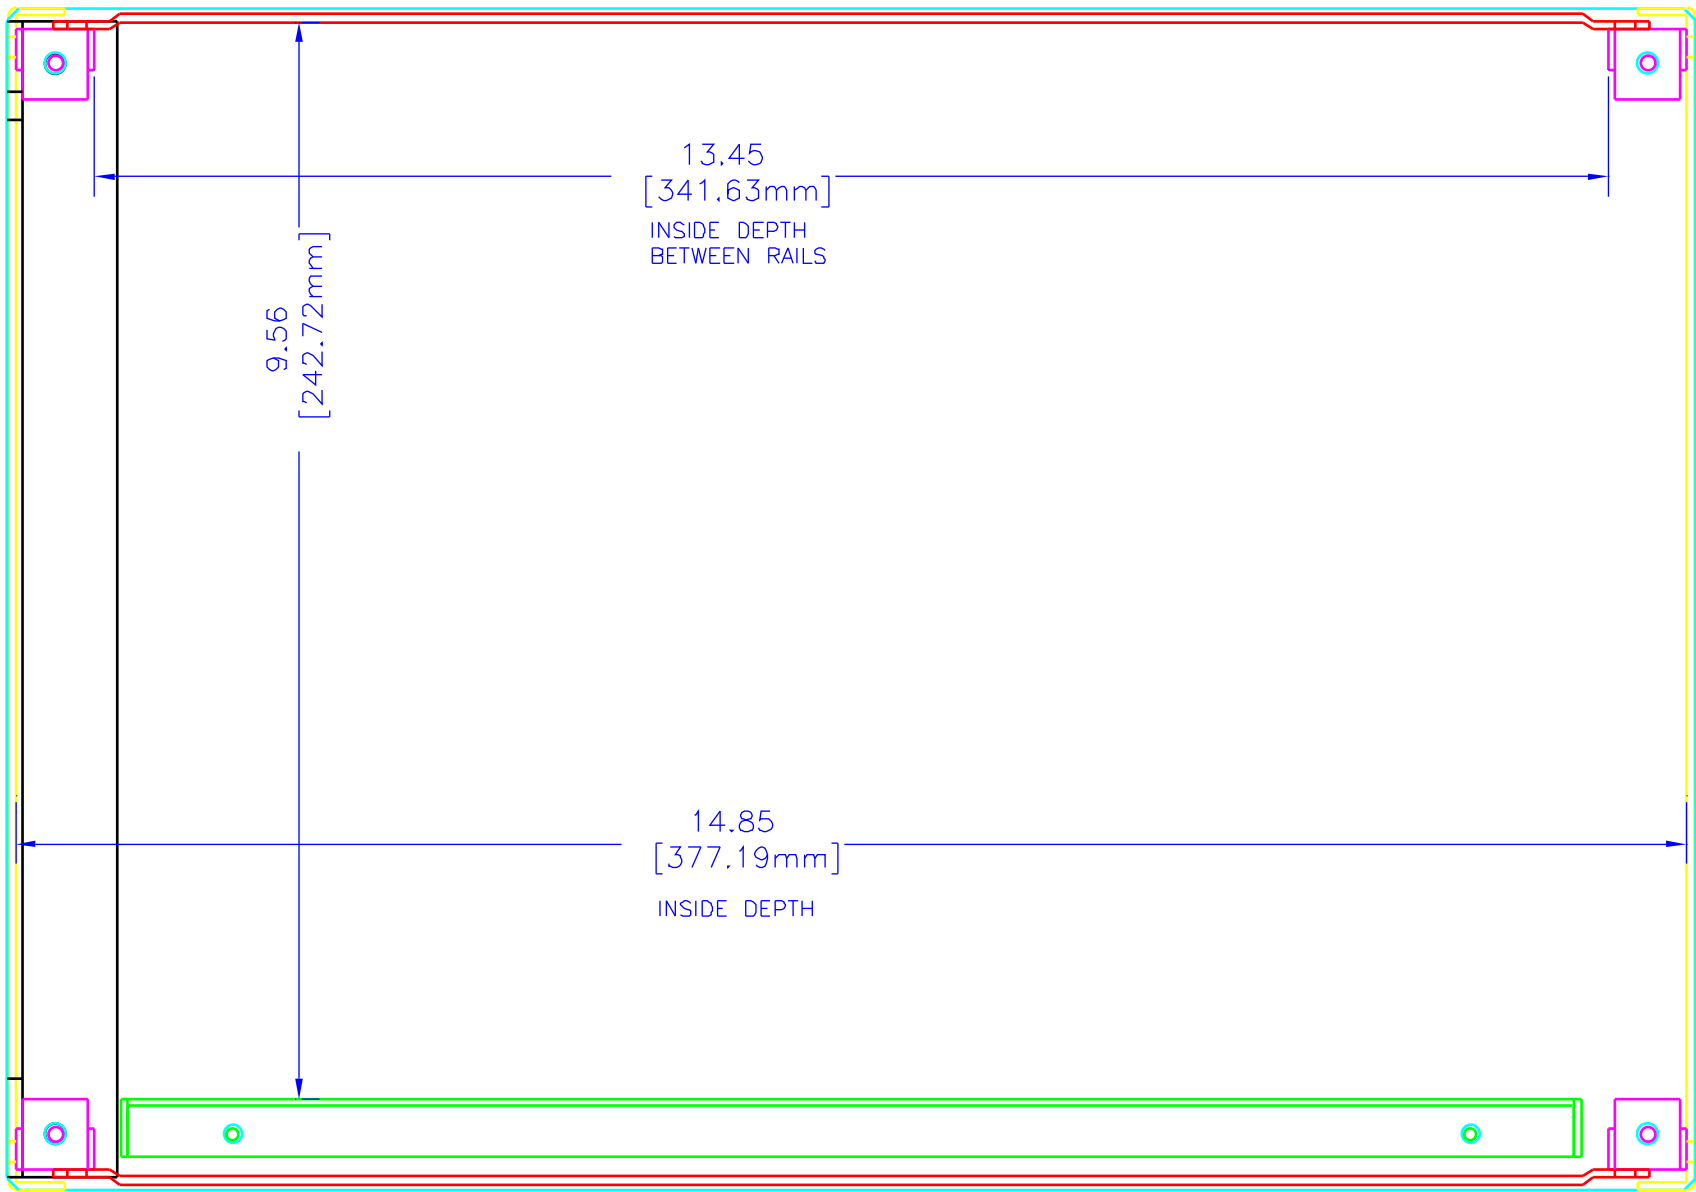 13.45
[341.63mm]
INSIDE DEPTH
BETWEEN RAILS
9.56
[242.72mm]
14.85
[377.19mm]
INSIDE DEPTH